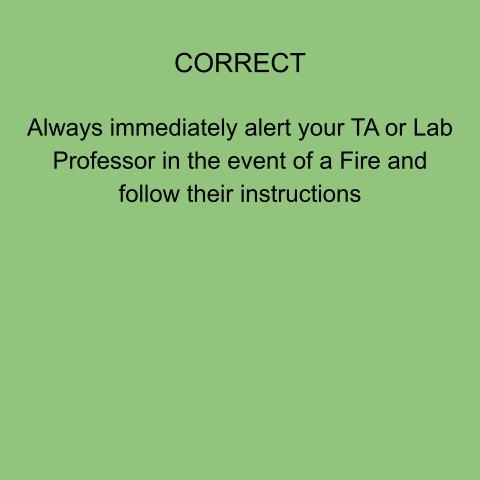 CORRECT
Always immediately alert your TA or Lab
Professor in the event of a Fire and
follow their instructions